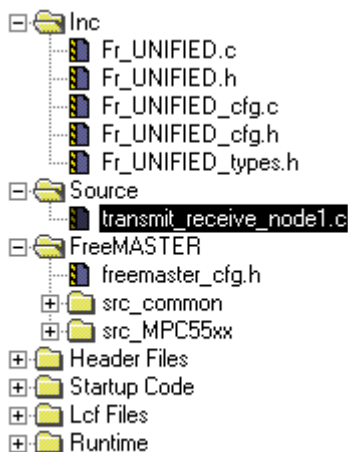 Inc
Fr_UNIFIED.c
Fr_UNIFIED.h
Fr_UNIFIED_cfg.c
Fr_UNIFIED_cfg.h
Fr_UNIFIED_types.h
Source
transmit_receive_node1.c
FreeMASTER
freemaster_cfg.h
src_common
src_MPC55xx
Header Files
Startup Code
Lcf Files
Runtime